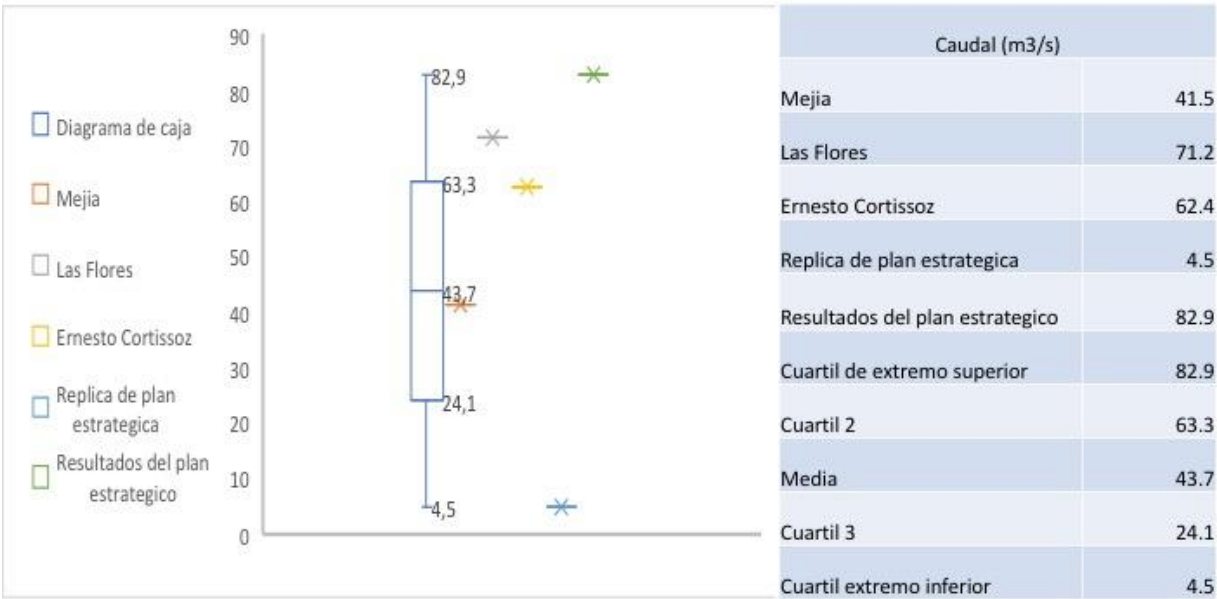 90
80
70
60
50
40
30
20
10
0
82,9
63,3
43,7
24,1
4,5
Diagrama de caja
Mejia
Las Flores
Ernesto Cortissoz
Replica de plan
estrategica
Resultados del plan
estrategico
Caudal (m3/s)
Mejia 41.5
Las Flores 71.2
Ernesto Cortissoz 62.4
Replica de plan estrategica 4.5
Resultados del plan estrategico 82.9
Cuartil de extremo superior 82.9
Cuartil 2 63.3
Media 43.7
Cuartil 3 24.1
Cuartil extremo inferior 4.5